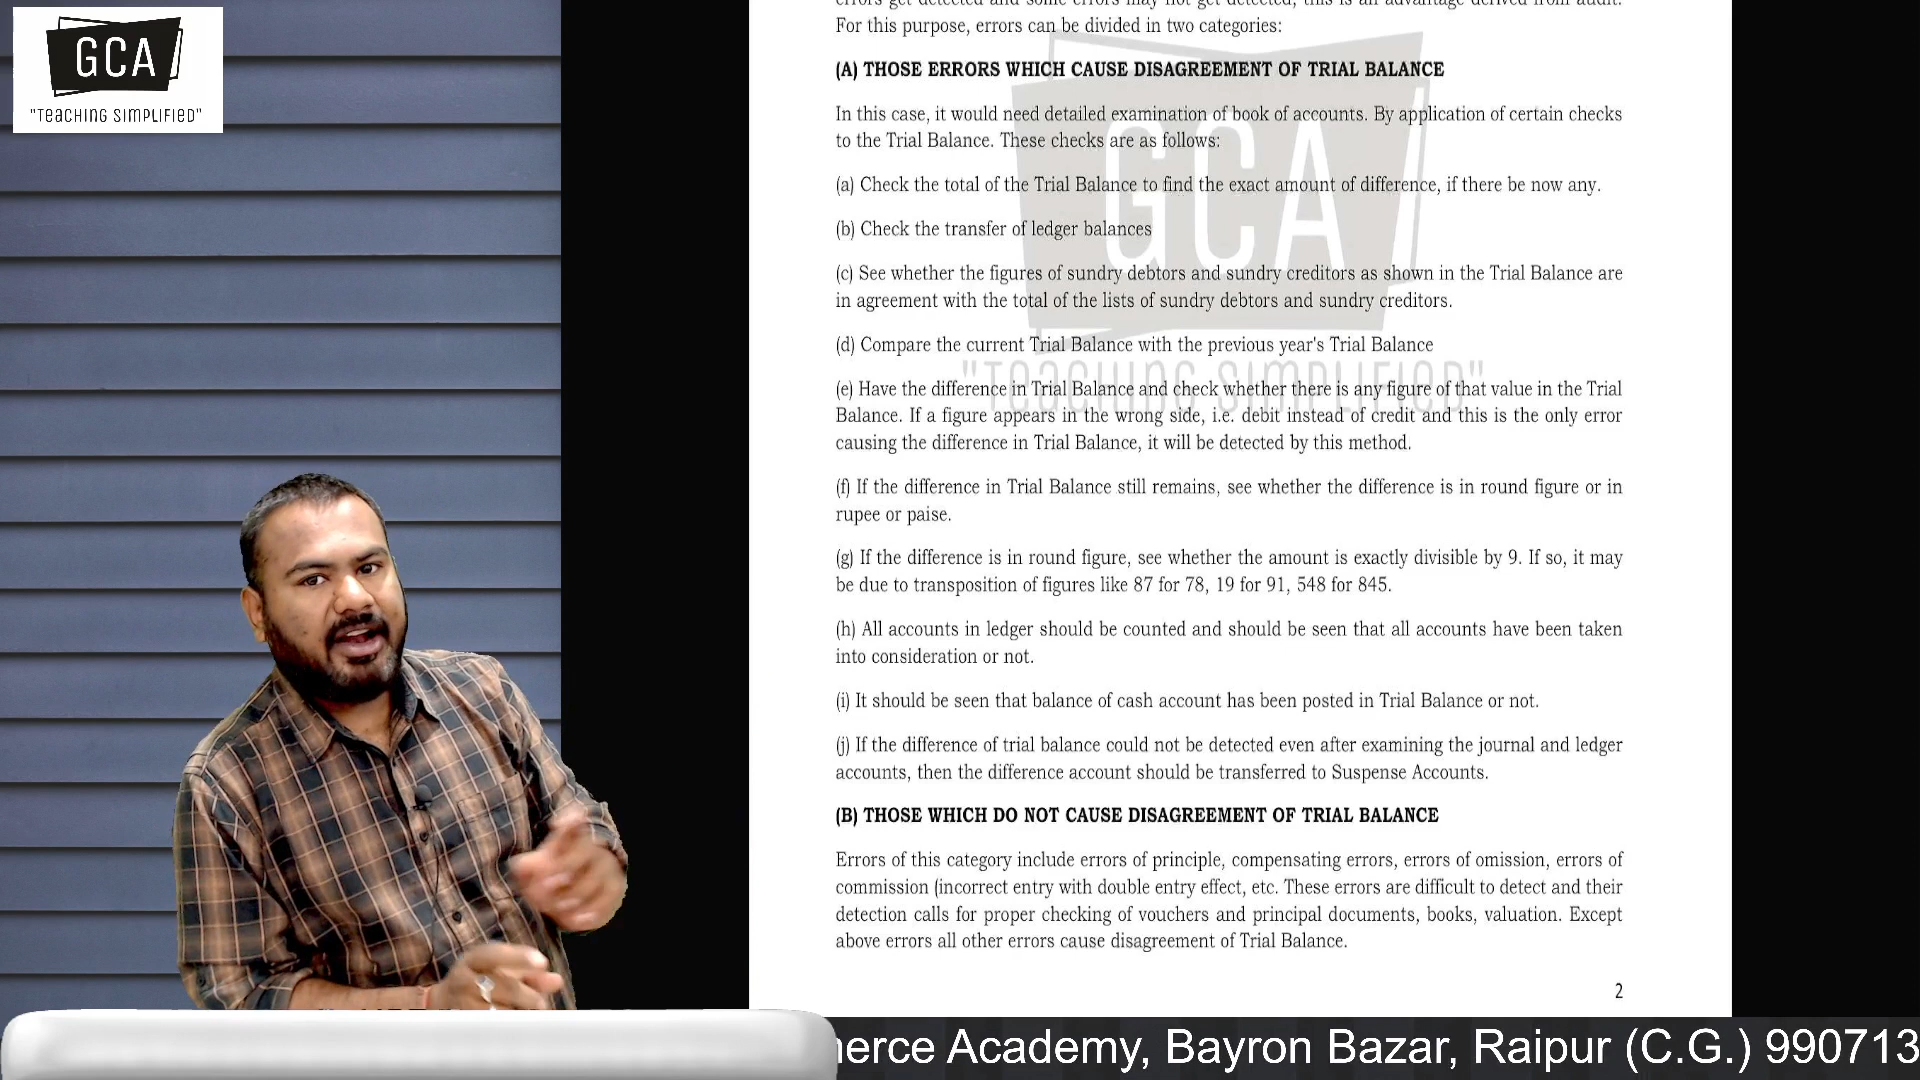 GCA
"TEACHING SIMPLIFIED"
For this purpose, errors can be divided in two categories:
(A) THOSE ERRORS WHICH CAUSE DISAGREEMENT OF TRIAL BALANCE
In this case, it would need detailed examination of book of accounts. By application of certain checks
to the Trial Balance. These checks are as follows:
(a) Check the total of the Trial Balance to find the exact amount of difference, if there be now any.
(b) Check the transfer of ledger balances
(c) See whether the figures of sundry debtors and sundry creditors as shown in the Trial Balance are
in agreement with the total of the lists of sundry debtors and sundry creditors.
(d) Compare the current Trial Balance with the previous year's Trial Balance
(e) Have the difference in Trial Balance and check whether there is any figure of that value in the Trial
Balance. If a figure appears in the wrong side, i.e. debit instead of credit and this is the only error
causing the difference in Trial Balance, it will be detected by this method.
(f) If the difference in Trial Balance still remains, see whether the difference is in round figure or in
rupee or paise.
(g) If the difference is in round figure, see whether the amount is exactly divisible by 9. If so, it may
be due to transposition of figures like 87 for 78, 19 for 91, 548 for 845.
(h) All accounts in ledger should be counted and should be seen that all accounts have been taken
into consideration or not.
(i) It should be seen that balance of cash account has been posted in Trial Balance or not.
(j) If the difference of trial balance could not be detected even after examining the journal and ledger
accounts, then the difference account should be transferred to Suspense Accounts.
(B) THOSE WHICH DO NOT CAUSE DISAGREEMENT OF TRIAL BALANCE
Errors of this category include errors of principle, compensating errors, errors of omission, errors of
commission (incorrect entry with double entry effect, etc. These errors are difficult to detect and their
detection calls for proper checking of vouchers and principal documents, books, valuation. Except
above errors all other errors cause disagreement of Trial Balance.
2
GCA
"TEACHING SIMPLIFIED"
erce Academy, Bayron Bazar, Raipur (C.G.) 990713